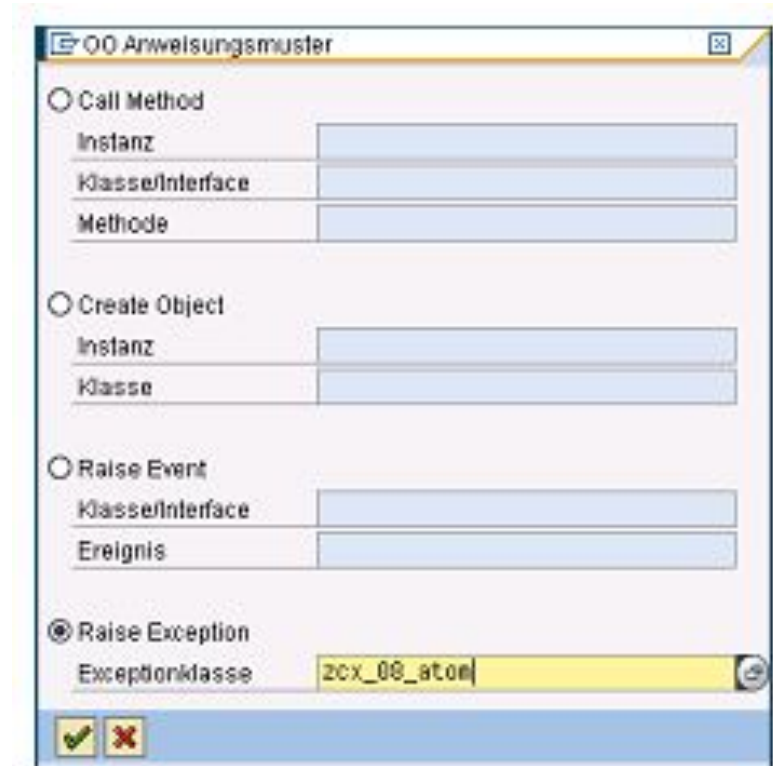 OO Anweisungsmuster
Call Method
Instanz
Klasse/Interface
Methode
Create Object
Instanz
Klasse
Raise Event
Klasse/Interface
Ereignis
Raise Exception
Exceptionklasse zcx_08_atom